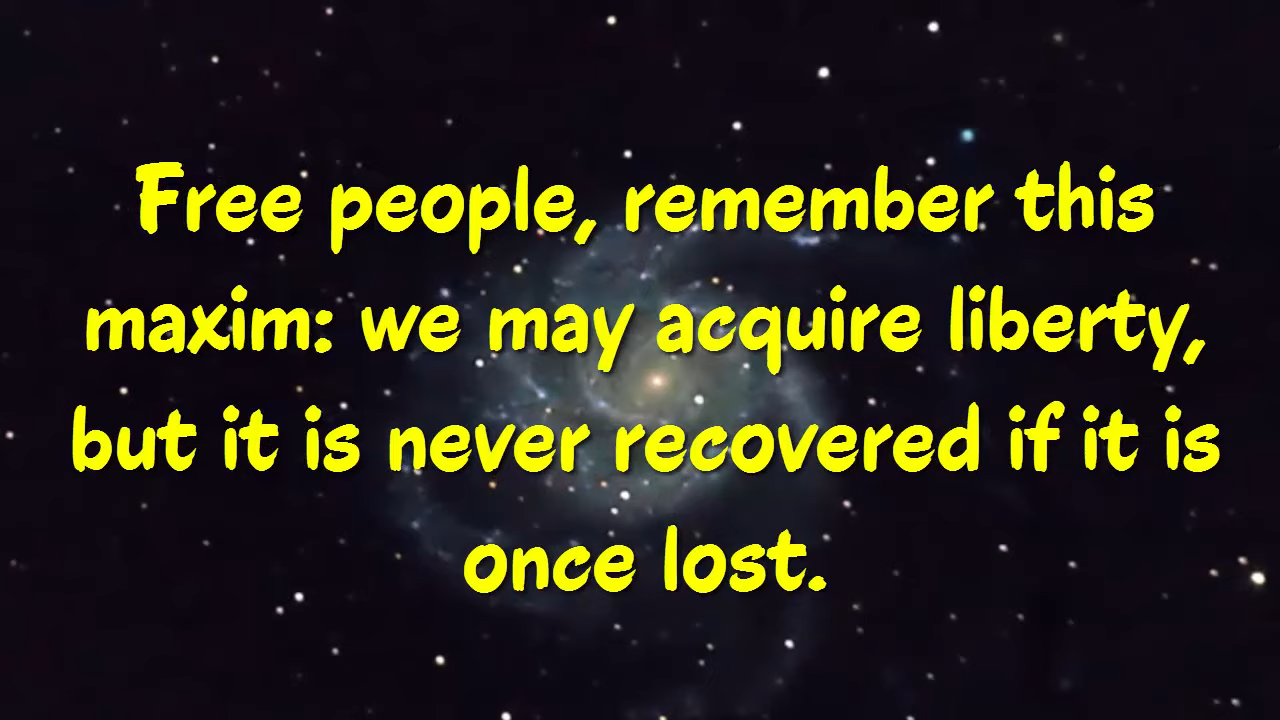 Free people, remember this
maxim: we may acquire liberty,
but it is never recovered if it is
once lost.